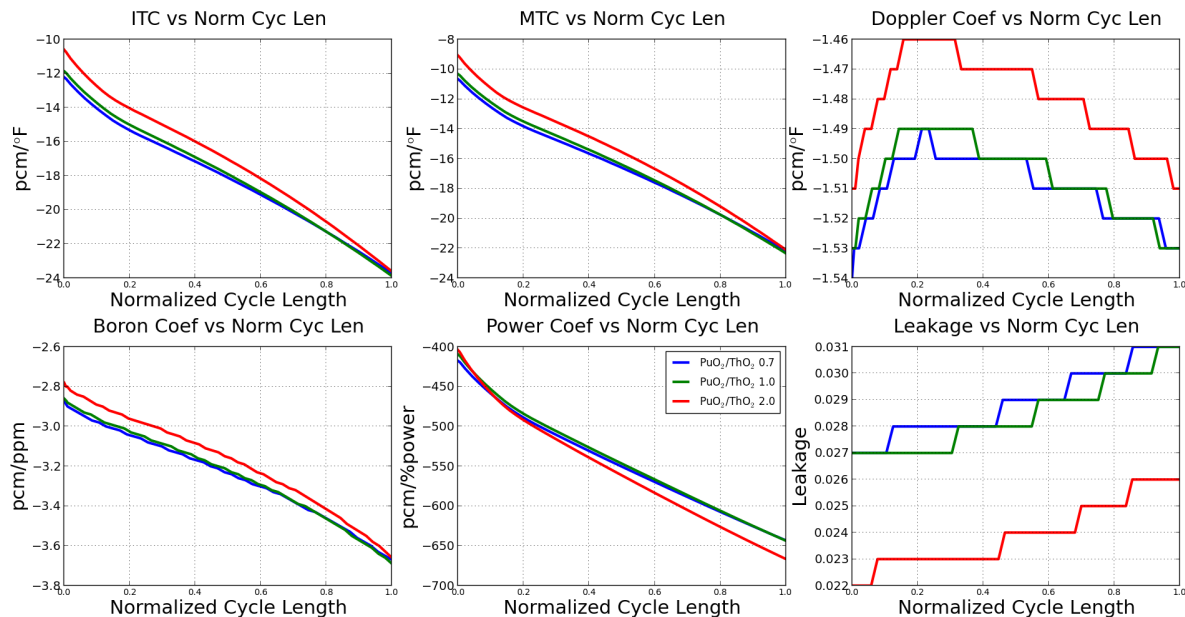 ITC vs Norm Cyc Len
pcm/°F
−10
−12
−14
−16
−18
−20
−22
−24
0.0 0.2 0.4 0.6 0.8 1.0
Normalized Cycle Length
MTC vs Norm Cyc Len
pcm/°F
−8
−10
−12
−14
−16
−18
−20
−22
−24
0.0 0.2 0.4 0.6 0.8 1.0
Normalized Cycle Length
Doppler Coef vs Norm Cyc Len
pcm/°F
−1.46
−1.47
−1.48
−1.49
−1.50
−1.51
−1.52
−1.53
−1.54
0.0 0.2 0.4 0.6 0.8 1.0
Normalized Cycle Length
Boron Coef vs Norm Cyc Len
pcm/ppm
−2.6
−2.8
−3.0
−3.2
−3.4
−3.6
−3.8
0.0 0.2 0.4 0.6 0.8 1.0
Normalized Cycle Length
Power Coef vs Norm Cyc Len
pcm/%power
−400
−450
−500
−550
−600
−650
−700
PuO₂/ThO₂ 0.7
PuO₂/ThO₂ 1.0
PuO₂/ThO₂ 2.0
0.0 0.2 0.4 0.6 0.8 1.0
Normalized Cycle Length
Leakage vs Norm Cyc Len
Leakage
0.031
0.030
0.029
0.028
0.027
0.026
0.025
0.024
0.023
0.022
0.0 0.2 0.4 0.6 0.8 1.0
Normalized Cycle Length